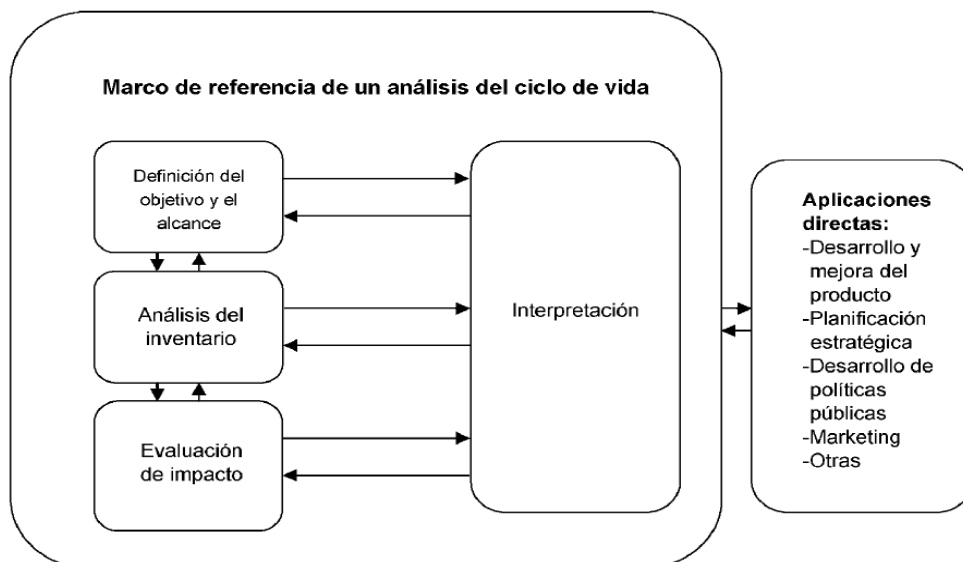 Marco de referencia de un análisis del ciclo de vida
Definición del
objetivo y el
alcance
Análisis del
inventario
Evaluación
de impacto
Interpretación
Aplicaciones
directas:
-Desarrollo y
mejora del
producto
-Planificación
estratégica
-Desarrollo de
políticas
públicas
-Marketing
-Otras